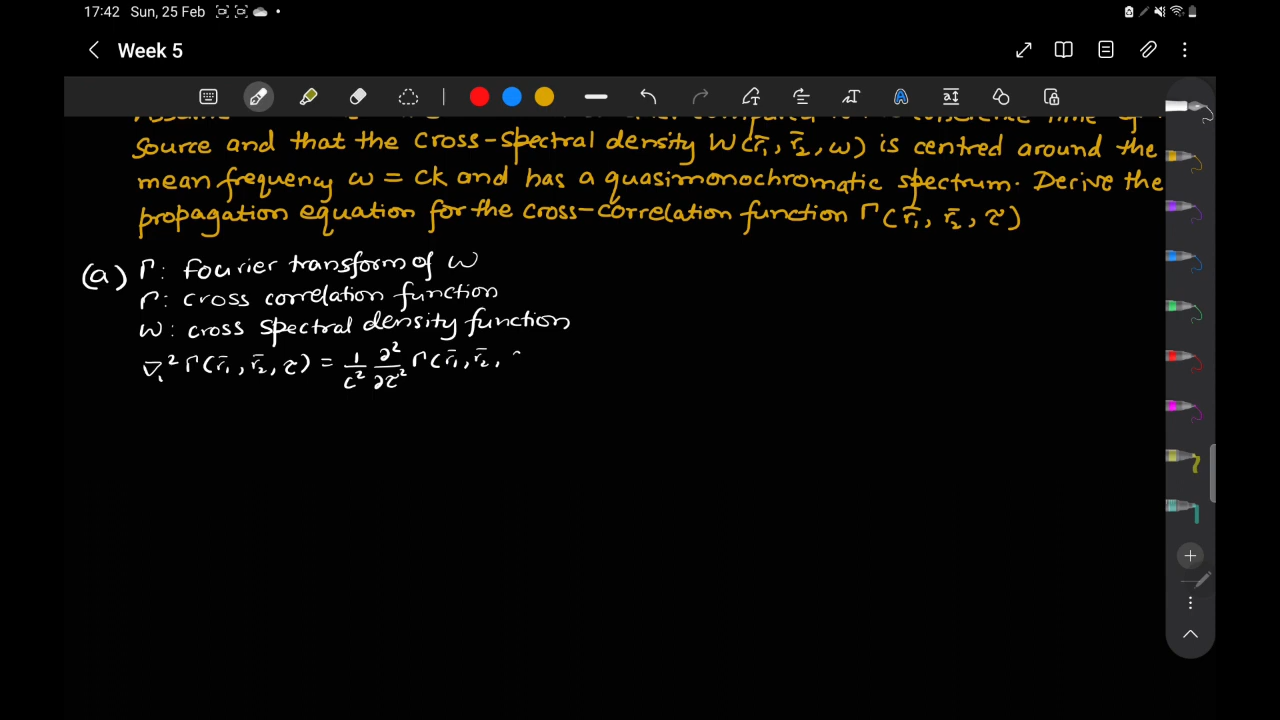 17:42 Sun, 25 Feb
Week 5
Assume
source and that the cross-spectral density W(r̄₁, r̄₂, ω) is centred around the
mean frequency ω = ck and has a quasimonochromatic spectrum. Derive the
propagation equation for the cross-correlation function Γ(r̄₁, r̄₂, τ)
(a) Γ: fourier transform of W
Γ: cross correlation function
W: cross spectral density function
∇₁² Γ(r̄₁, r̄₂, τ) = 1/c² ∂²/∂τ² Γ(r̄₁, r̄₂,